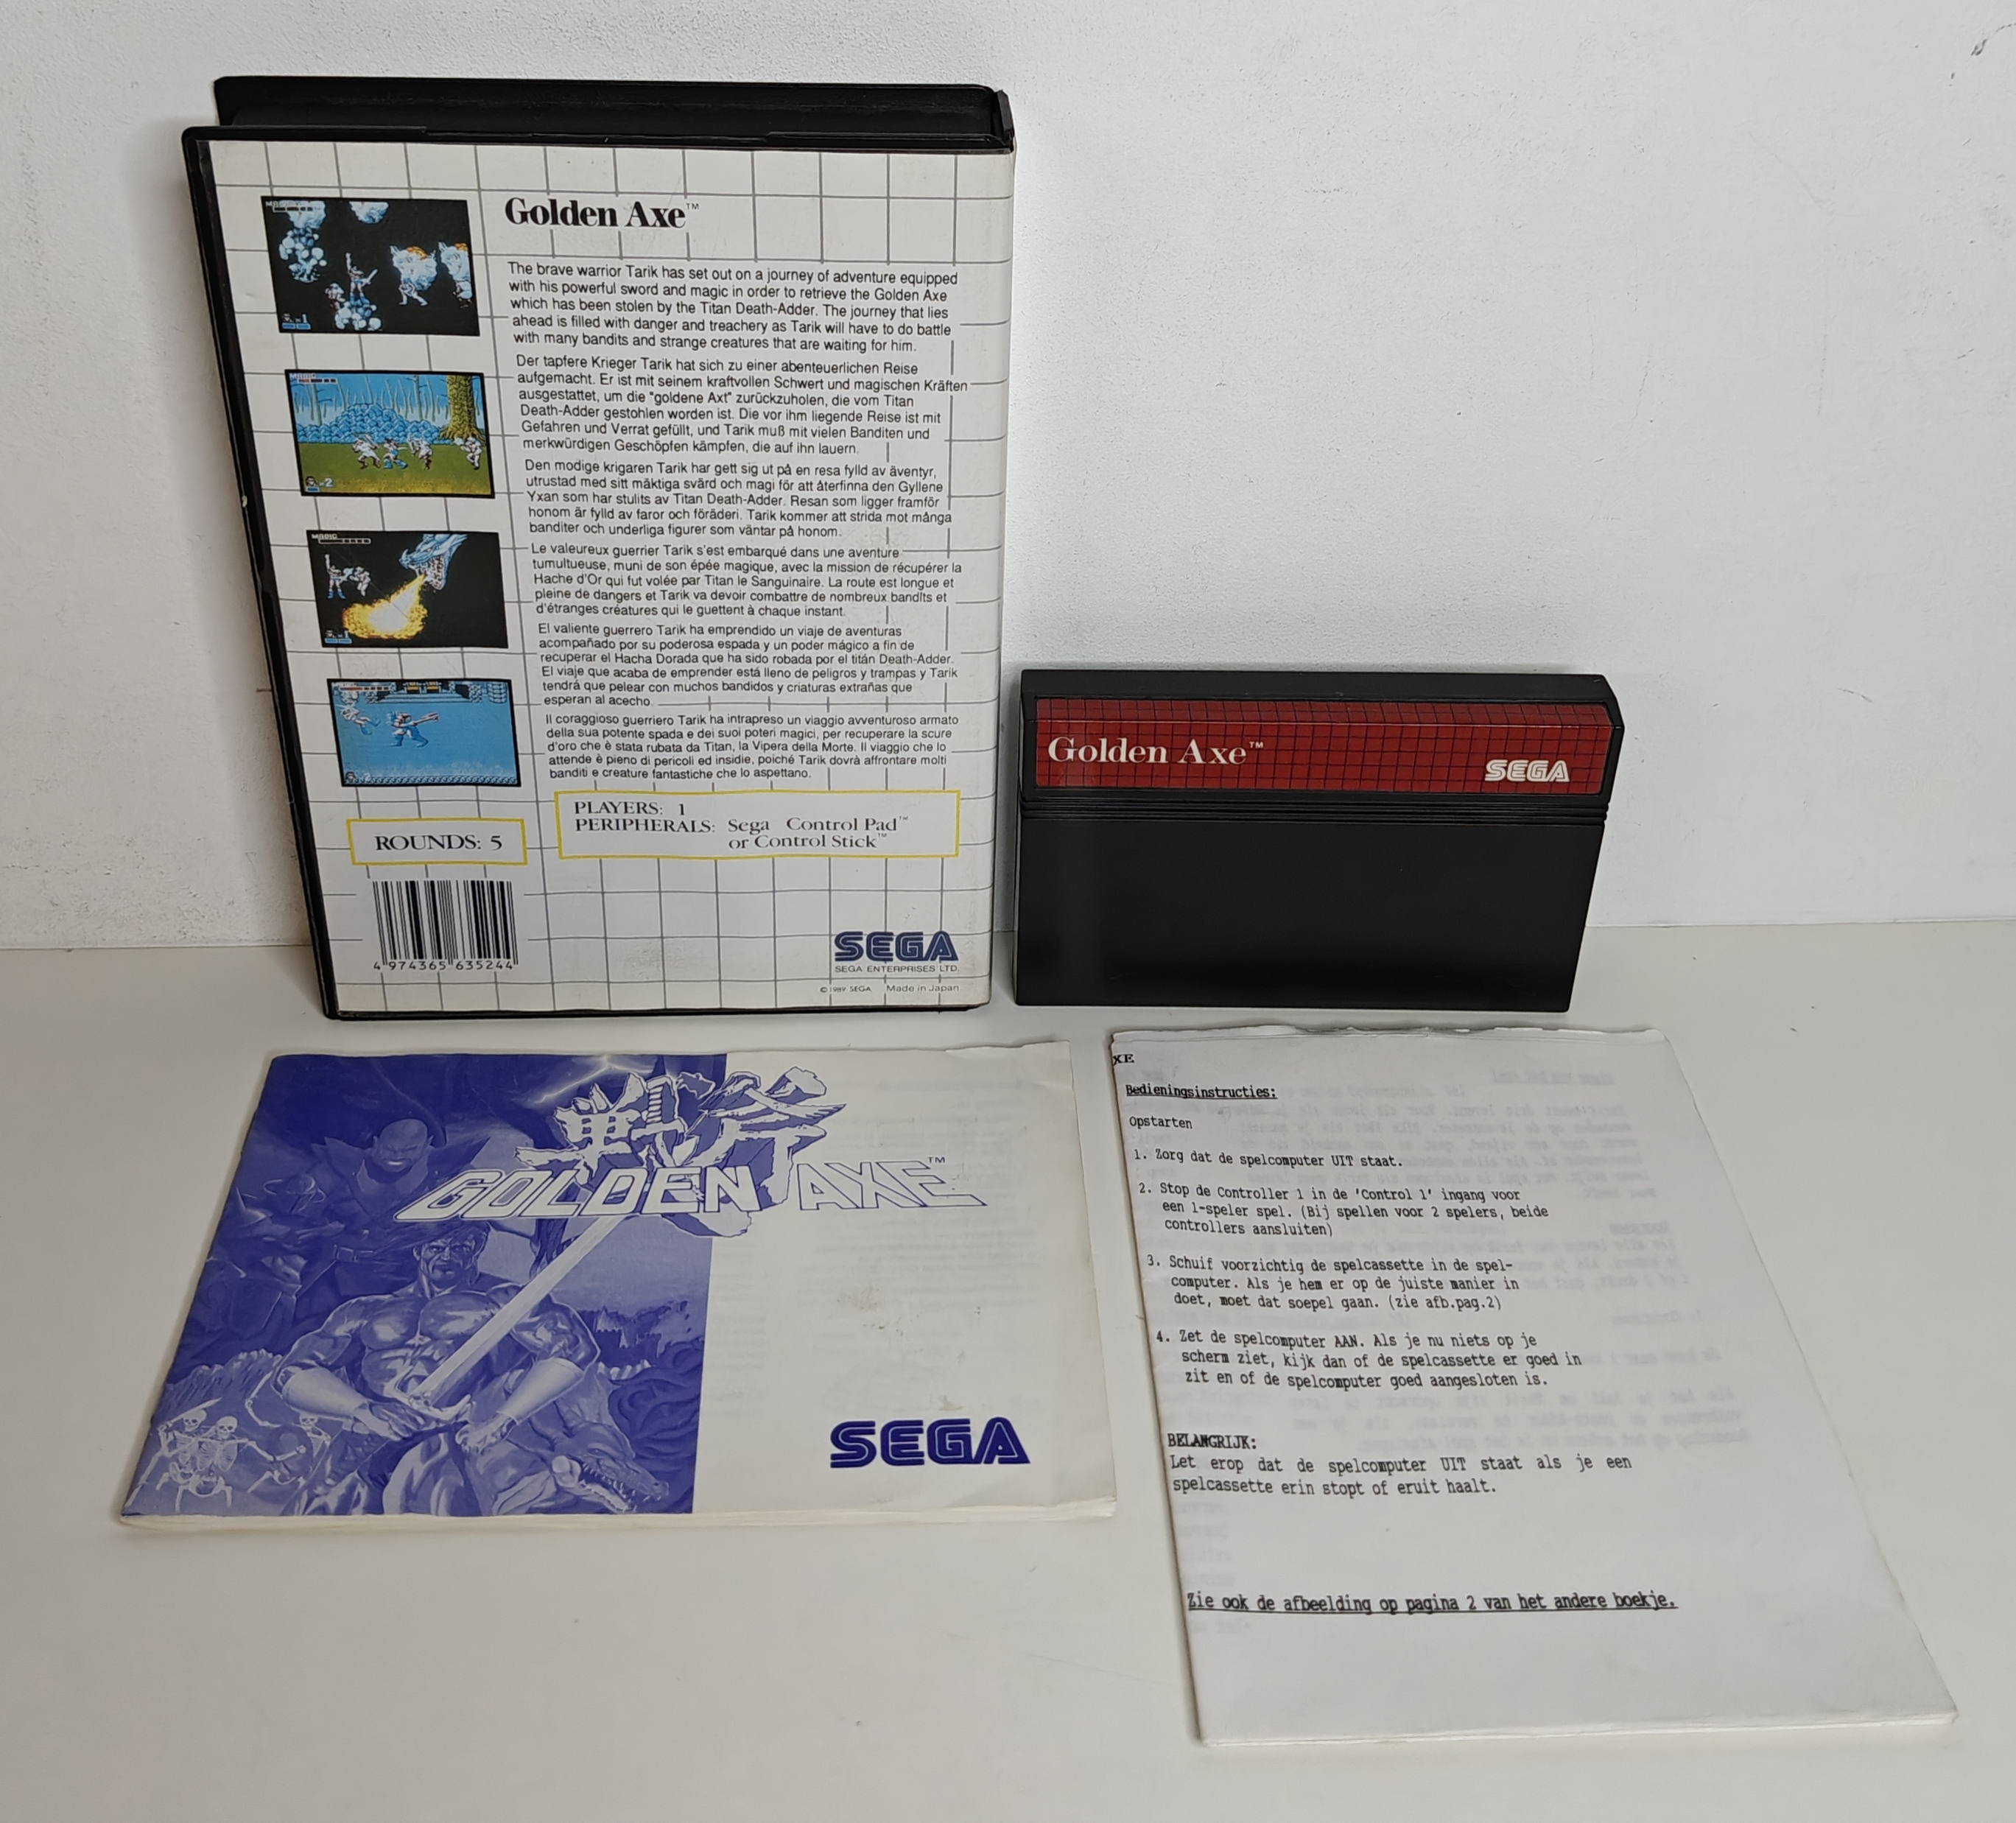 Golden Axe™
The brave warrior Tarik has set out on a journey of adventure equipped
with his powerful sword and magic in order to retrieve the Golden Axe
which has been stolen by the Titan Death-Adder. The journey that lies
ahead is filled with danger and treachery as Tarik will have to do battle
with many bandits and strange creatures that are waiting for him.
Der tapfere Krieger Tarik hat sich zu einer abenteuerlichen Reise
aufgemacht. Er ist mit seinem kraftvollen Schwert und magischen Kräften
ausgestattet, um die "goldene Axt" zurückzuholen, die vom Titan
Death-Adder gestohlen worden ist. Die vor ihm liegende Reise ist mit
Gefahren und Verrat gefüllt, und Tarik muß mit vielen Banditen und
merkwürdigen Geschöpfen kämpfen, die auf ihn lauern.
Den modige krigaren Tarik har gett sig ut på en resa fylld av äventyr,
utrustad med sitt mäktiga svärd och magi för att återfinna den Gyllene
Yxan som har stulits av Titan Death-Adder. Resan som ligger framför
honom är fylld av faror och föräderi. Tarik kommer att strida mot många
banditer och underliga figurer som väntar på honom.
Le valeureux guerrier Tarik s'est embarqué dans une aventure
tumultueuse, muni de son épée magique, avec la mission de récupérer la
Hache d'Or qui fut volée par Titan le Sanguinaire. La route est longue et
pleine de dangers et Tarik va devoir combattre de nombreux bandits et
d'étranges créatures qui le guettent à chaque instant.
El valiente guerrero Tarik ha emprendido un viaje de aventuras
acompañado por su poderosa espada y un poder mágico a fin de
recuperar el Hacha Dorada que ha sido robada por el titán Death-Adder.
El viaje que acaba de emprender está lleno de peligros y trampas y Tarik
tendrá que pelear con muchos bandidos y criaturas extrañas que
esperan al acecho.
Il coraggioso guerriero Tarik ha intrapreso un viaggio avventuroso armato
della sua potente spada e dei suoi poteri magici, per recuperare la scure
d'oro che è stata rubata da Titan, la Vipera della Morte. Il viaggio che lo
attende è pieno di pericoli ed insidie, poiché Tarik dovrà affrontare molti
banditi e creature fantastiche che lo aspettano.
PLAYERS: 1
PERIPHERALS: Sega Control Pad™
or Control Stick™
ROUNDS: 5
4 974365 635244
SEGA
SEGA ENTERPRISES LTD.
© 1989 SEGA Made in Japan
Golden Axe™
SEGA
戦斧
GOLDEN AXE™
SEGA
XE
Bedieningsinstructies:
Opstarten
1. Zorg dat de spelcomputer UIT staat.
2. Stop de Controller 1 in de 'Control 1' ingang voor
een 1-speler spel. (Bij spellen voor 2 spelers, beide
controllers aansluiten)
3. Schuif voorzichtig de spelcassette in de spel-
computer. Als je hem er op de juiste manier in
doet, moet dat soepel gaan. (zie afb.pag.2)
4. Zet de spelcomputer AAN. Als je nu niets op je
scherm ziet, kijk dan of de spelcassette er goed in
zit en of de spelcomputer goed aangesloten is.
BELANGRIJK:
Let erop dat de spelcomputer UIT staat als je een
spelcassette erin stopt of eruit haalt.
Zie ook de afbeelding op pagina 2 van het andere boekje.